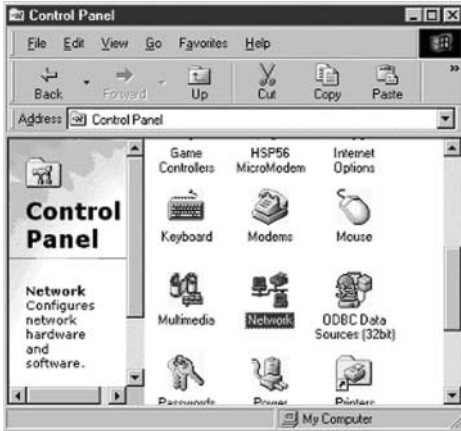 Control Panel
File Edit View Go Favorites Help
Back Forward Up Cut Copy Paste
Address Control Panel
Game Controllers
HSP56 MicroModem
Internet Options
Control
Panel
Keyboard Modems Mouse
Network
Configures
network
hardware
and
software.
Multimedia Network ODBC Data
Sources (32bit)
Passwords Power Printers
My Computer